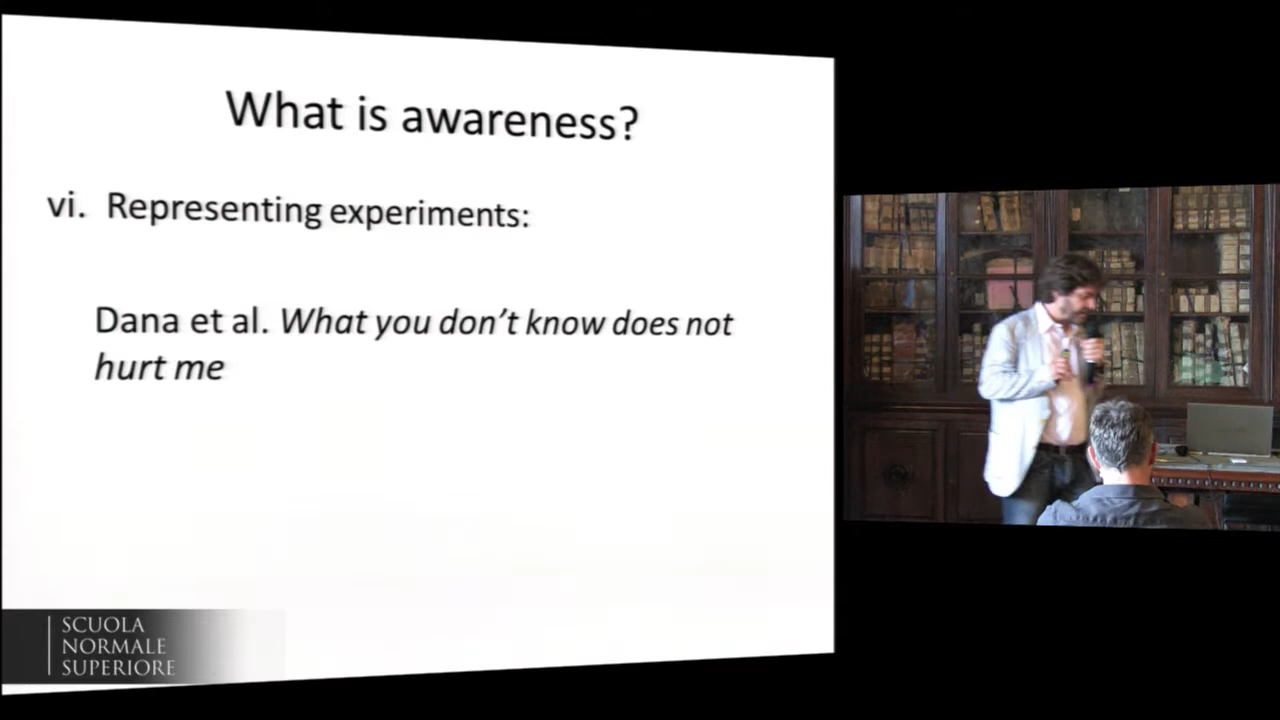 What is awareness?
vi. Representing experiments:
Dana et al. What you don't know does not
hurt me
SCUOLA
NORMALE
SUPERIORE